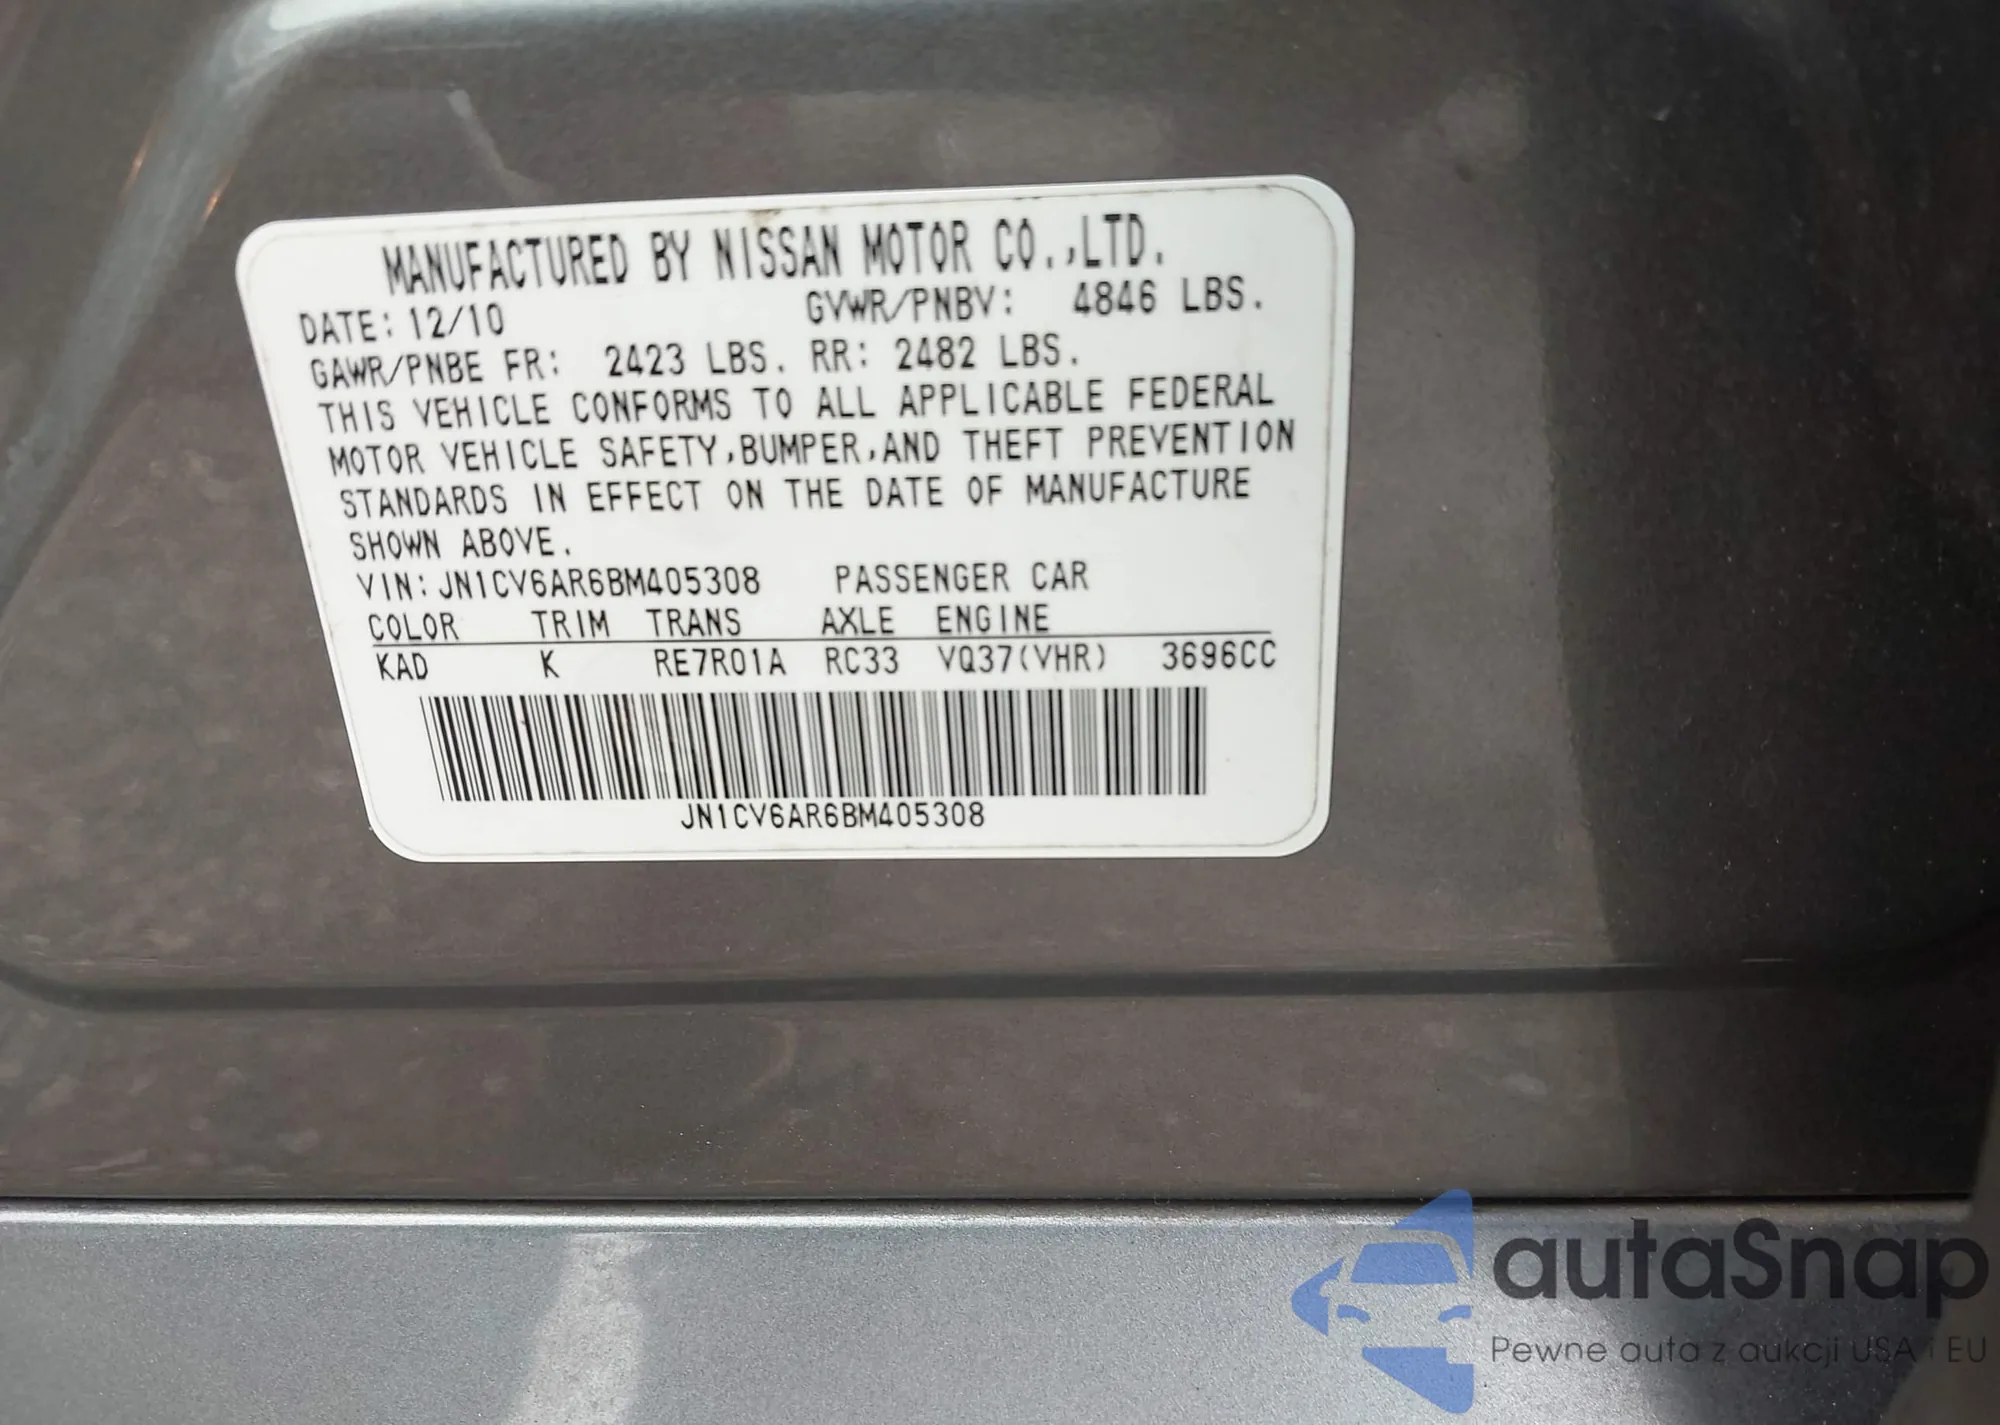 MANUFACTURED BY NISSAN MOTOR CO.,LTD.
DATE: 12/10 GVWR/PNBV: 4846 LBS.
GAWR/PNBE FR: 2423 LBS. RR: 2482 LBS.
THIS VEHICLE CONFORMS TO ALL APPLICABLE FEDERAL
MOTOR VEHICLE SAFETY,BUMPER,AND THEFT PREVENTION
STANDARDS IN EFFECT ON THE DATE OF MANUFACTURE
SHOWN ABOVE.
VIN: JN1CV6AR6BM405308 PASSENGER CAR
COLOR TRIM TRANS AXLE ENGINE
KAD K RE7R01A RC33 VQ37(VHR) 3696CC
JN1CV6AR6BM405308
autaSnap
Pewne auta z aukcji USA i EU